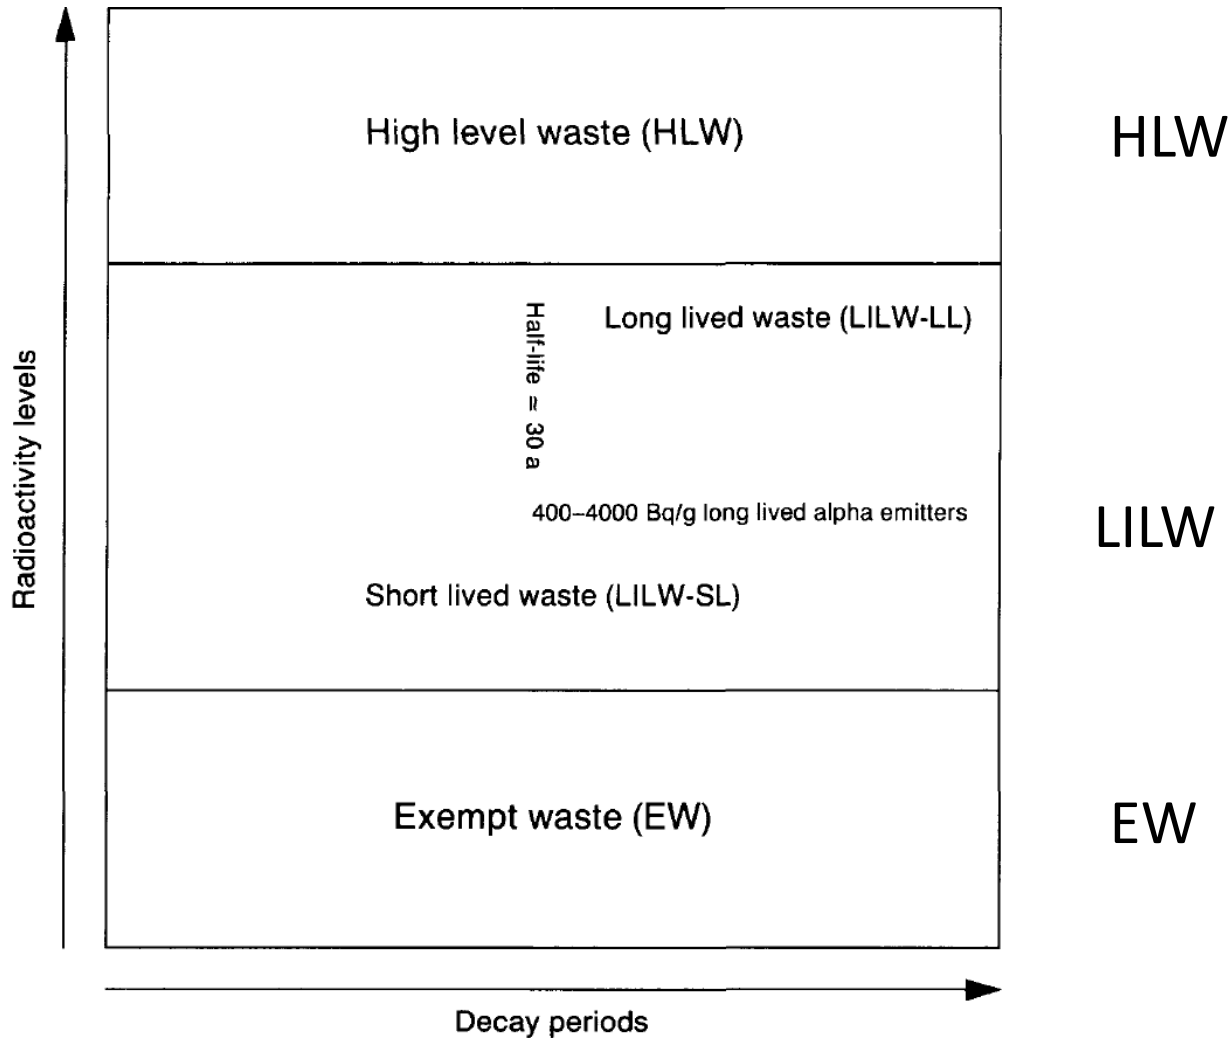 High level waste (HLW)
HLW
Long lived waste (LILW-LL)
Half-life ≈ 30 a
400–4000 Bq/g long lived alpha emitters
LILW
Short lived waste (LILW-SL)
Radioactivity levels
Exempt waste (EW)
EW
Decay periods